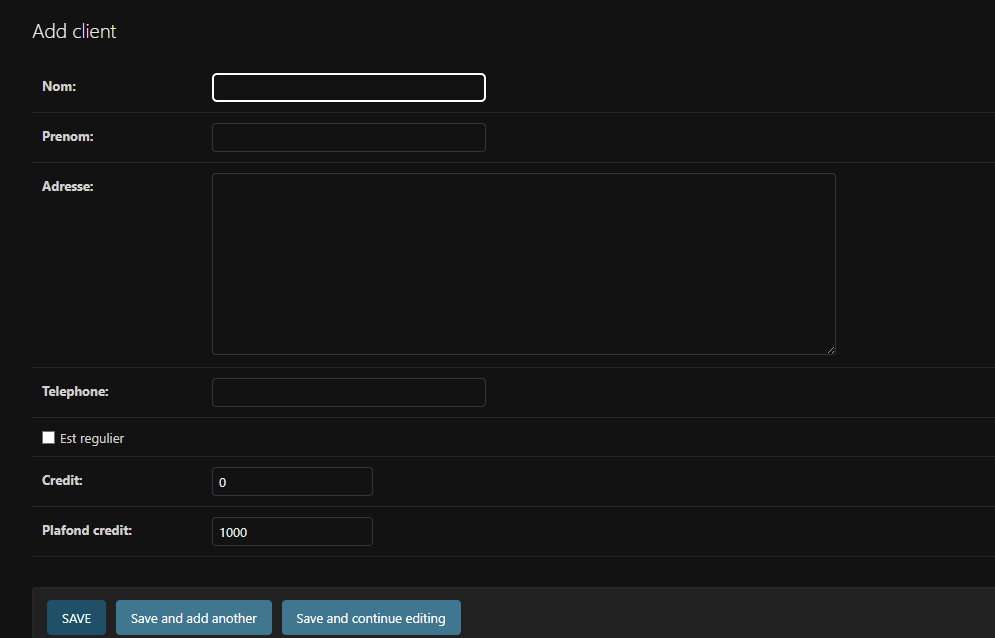 Add client
Nom:
Prenom:
Adresse:
Telephone:
Est regulier
Credit: 0
Plafond credit: 1000
SAVE Save and add another Save and continue editing